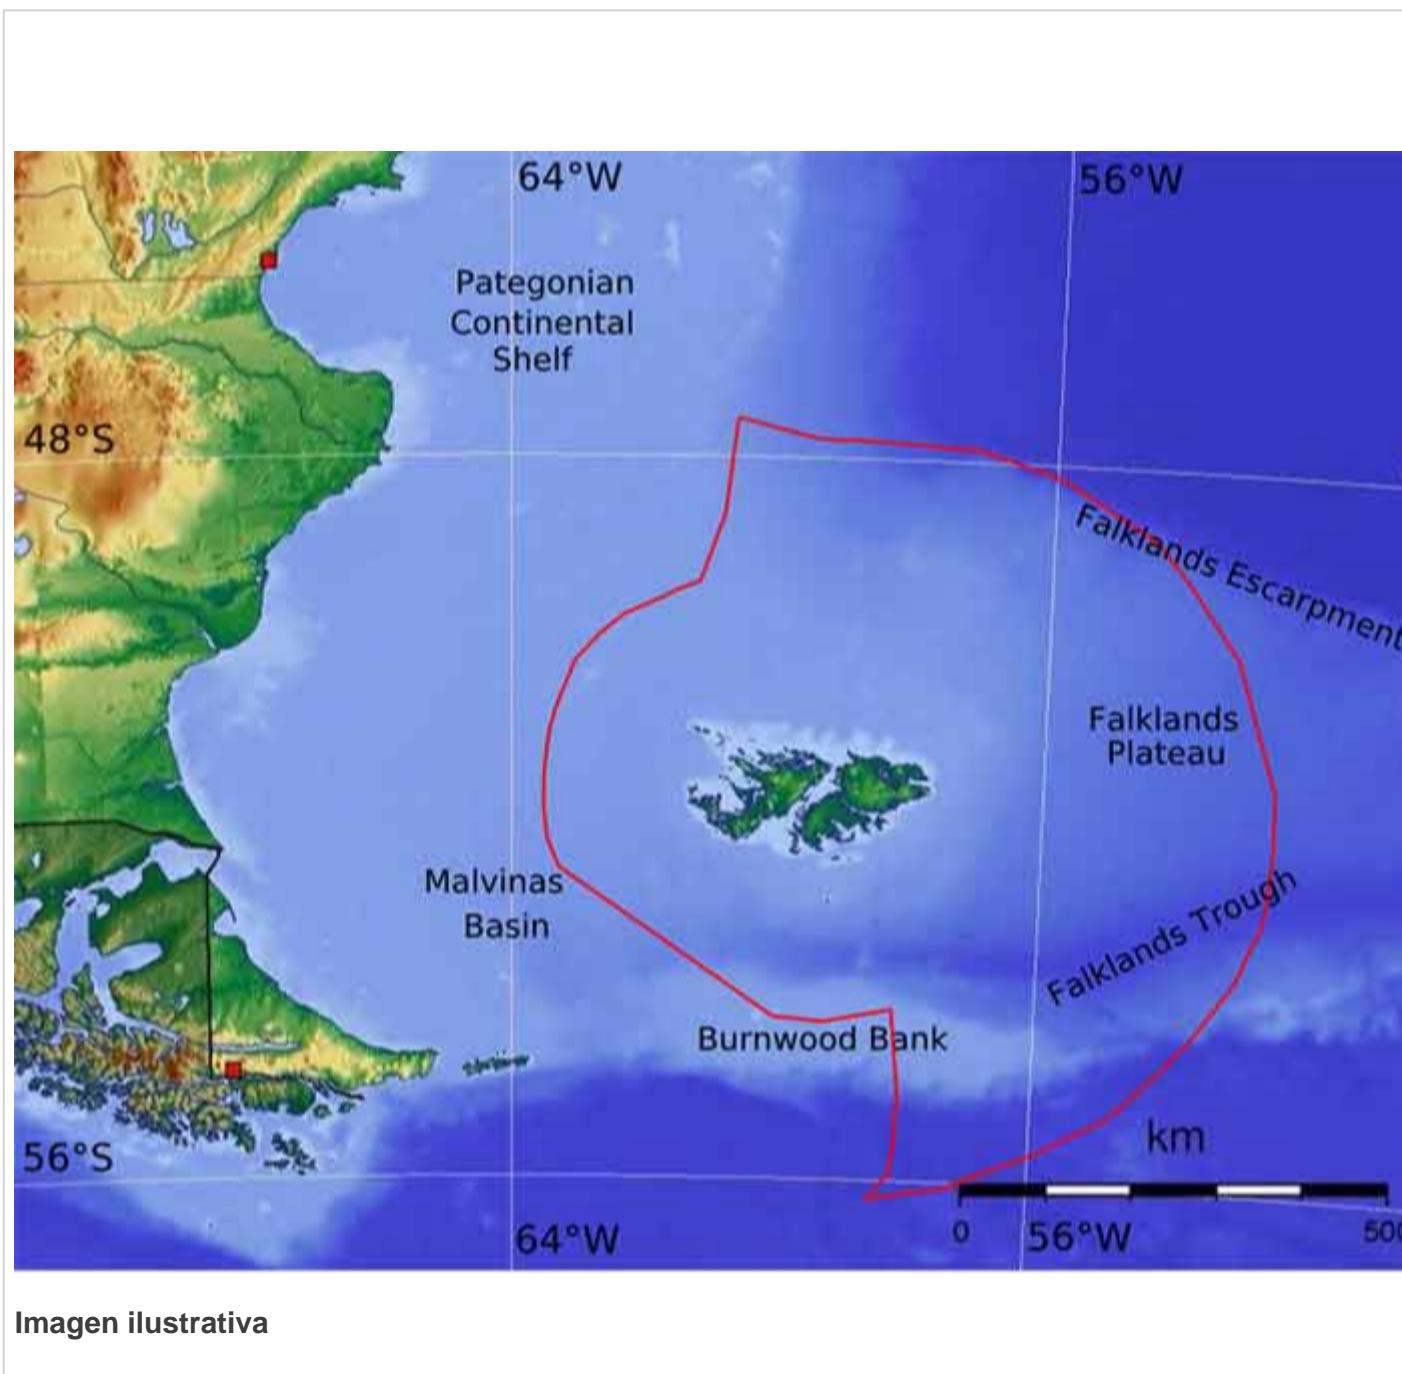 64°W
56°W
Pategonian
Continental
Shelf
48°S
Falklands Escarpment
Falklands
Plateau
Malvinas
Basin
Falklands Trough
Burnwood Bank
km
56°S
0
500
64°W
56°W
Imagen ilustrativa